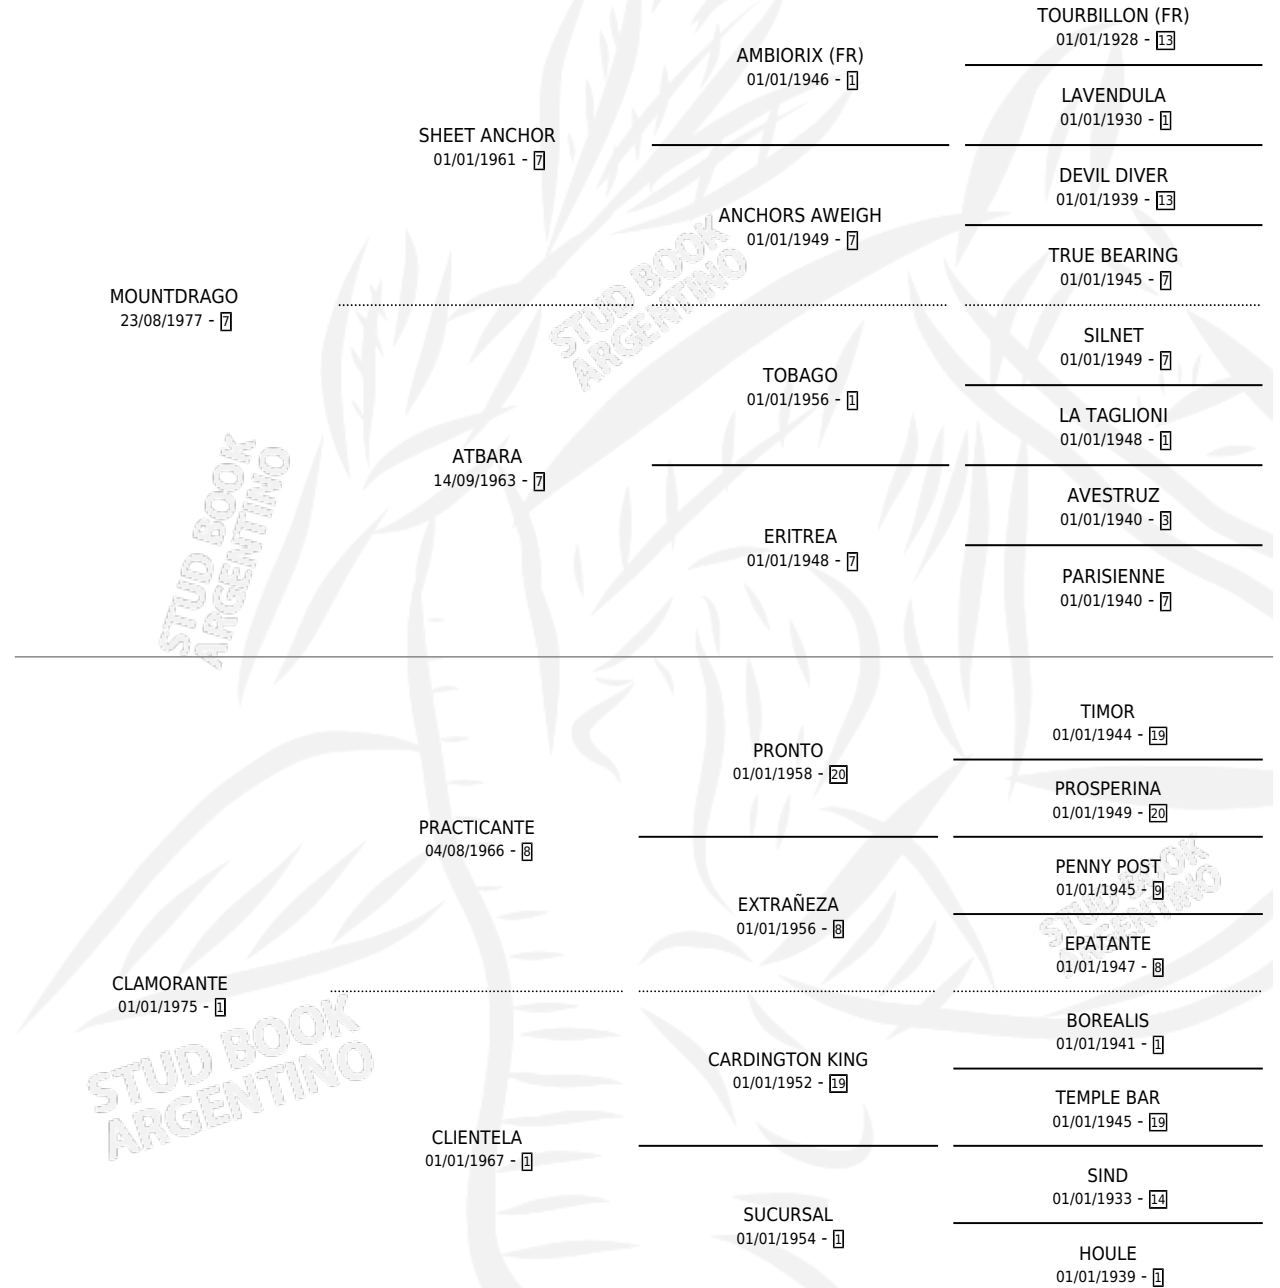 TOURBILLON (FR)
01/01/1928 - 13
AMBIORIX (FR)
01/01/1946 - 1
LAVENDULA
01/01/1930 - 1
SHEET ANCHOR
01/01/1961 - 7
DEVIL DIVER
01/01/1939 - 13
ANCHORS AWEIGH
01/01/1949 - 7
TRUE BEARING
01/01/1945 - 7
MOUNTDRAGO
23/08/1977 - 7
STUD BOOK
ARGENTINO
SILNET
01/01/1949 - 7
TOBAGO
01/01/1956 - 1
LA TAGLIONI
01/01/1948 - 1
ATBARA
14/09/1963 - 7
AVESTRUZ
01/01/1940 - 3
ERITREA
01/01/1948 - 7
PARISIENNE
01/01/1940 - 7
STUD BOOK
ARGENTINO
TIMOR
01/01/1944 - 19
PRONTO
01/01/1958 - 20
PROSPERINA
01/01/1949 - 20
PRACTICANTE
04/08/1966 - 8
PENNY POST
01/01/1945 - 9
EXTRAÑEZA
01/01/1956 - 8
EPATANTE
01/01/1947 - 8
STUD BOOK
ARGENTINO
CLAMORANTE
01/01/1975 - 1
BOREALIS
01/01/1941 - 1
CARDINGTON KING
01/01/1952 - 19
TEMPLE BAR
01/01/1945 - 19
STUD BOOK
ARGENTINO
CLIENTELA
01/01/1967 - 1
SIND
01/01/1933 - 14
SUCURSAL
01/01/1954 - 1
HOULE
01/01/1939 - 1